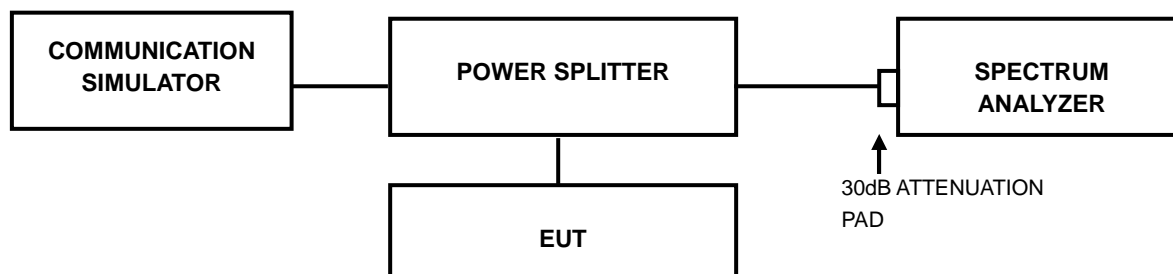 COMMUNICATION
SIMULATOR
POWER SPLITTER
SPECTRUM
ANALYZER
30dB ATTENUATION
PAD
EUT